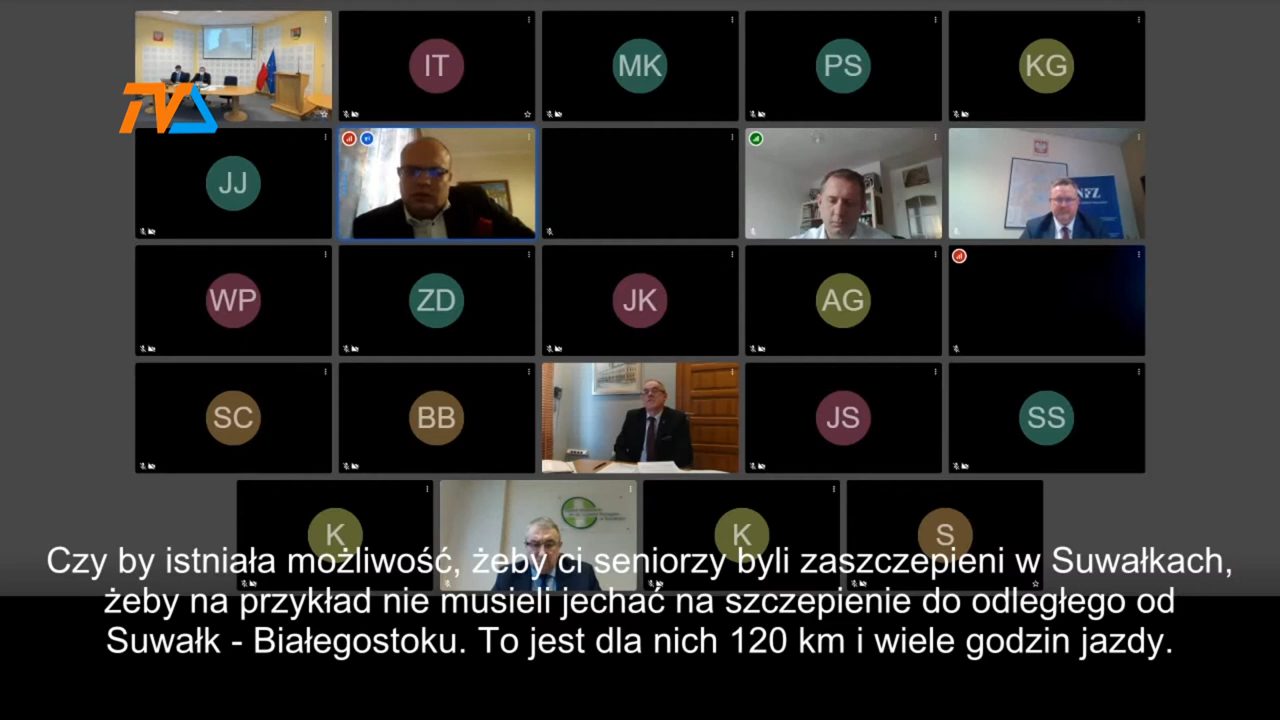 IT
MK
PS
KG
TVS
JJ
NFZ
WP
ZD
JK
AG
SC
BB
JS
SS
K
K
S
Czy by istniała możliwość, żeby ci seniorzy byli zaszczepieni w Suwałkach,
żeby na przykład nie musieli jechać na szczepienie do odległego od
Suwałk - Białegostoku. To jest dla nich 120 km i wiele godzin jazdy.